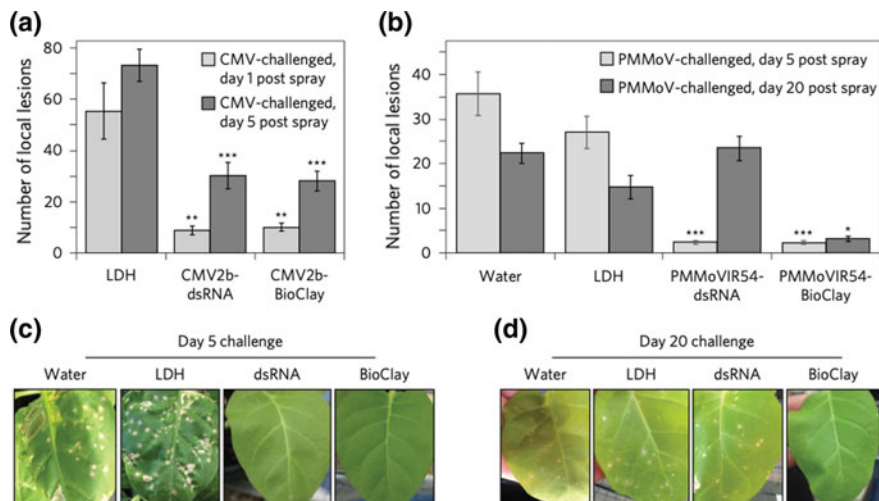 (a)
80
60
40
20
0
Number of local lesions
CMV-challenged,
day 1 post spray
CMV-challenged,
day 5 post spray
**
***
**
***
LDH
CMV2b-
dsRNA
CMV2b-
BioClay
(b)
40
30
20
10
0
Number of local lesions
PMMoV-challenged, day 5 post spray
PMMoV-challenged, day 20 post spray
***
***
*
Water
LDH
PMMoVIR54-
dsRNA
PMMoVIR54-
BioClay
(c)
Day 5 challenge
Water LDH dsRNA BioClay
(d)
Day 20 challenge
Water LDH dsRNA BioClay